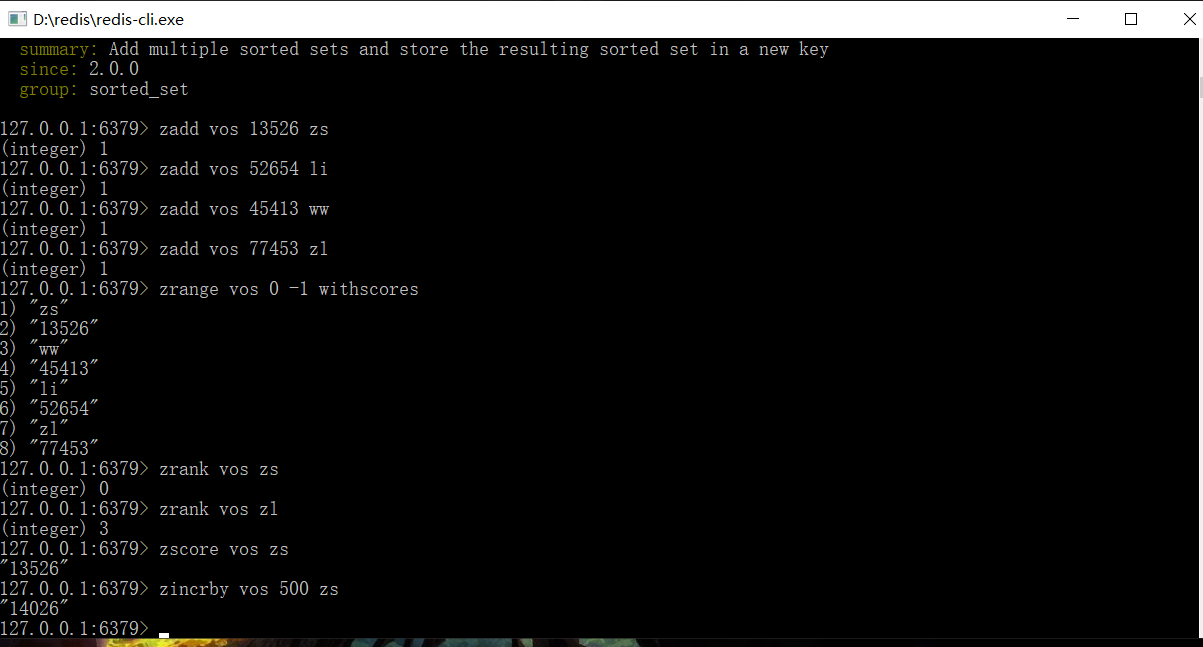 D:\redis\redis-cli.exe
summary: Add multiple sorted sets and store the resulting sorted set in a new key
since: 2.0.0
group: sorted_set
127.0.0.1:6379> zadd vos 13526 zs
(integer) 1
127.0.0.1:6379> zadd vos 52654 li
(integer) 1
127.0.0.1:6379> zadd vos 45413 ww
(integer) 1
127.0.0.1:6379> zadd vos 77453 zl
(integer) 1
127.0.0.1:6379> zrange vos 0 -1 withscores
1) "zs"
2) "13526"
3) "ww"
4) "45413"
5) "li"
6) "52654"
7) "zl"
8) "77453"
127.0.0.1:6379> zrank vos zs
(integer) 0
127.0.0.1:6379> zrank vos zl
(integer) 3
127.0.0.1:6379> zscore vos zs
"13526"
127.0.0.1:6379> zincrby vos 500 zs
"14026"
127.0.0.1:6379>